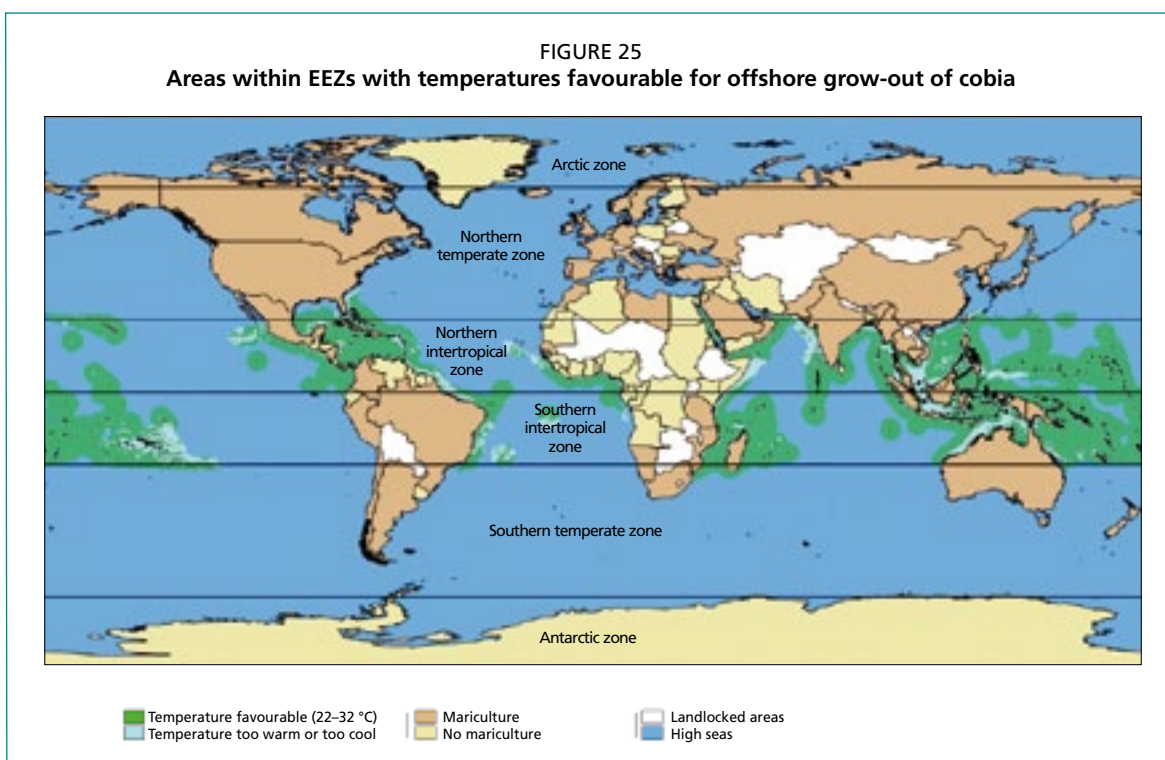 FIGURE 25
Areas within EEZs with temperatures favourable for offshore grow-out of cobia
Arctic zone
Northern
temperate zone
Northern
intertropical
zone
Southern
intertropical
zone
Southern temperate zone
Antarctic zone
Temperature favourable (22–32 °C)
Temperature too warm or too cool
Mariculture
No mariculture
Landlocked areas
High seas